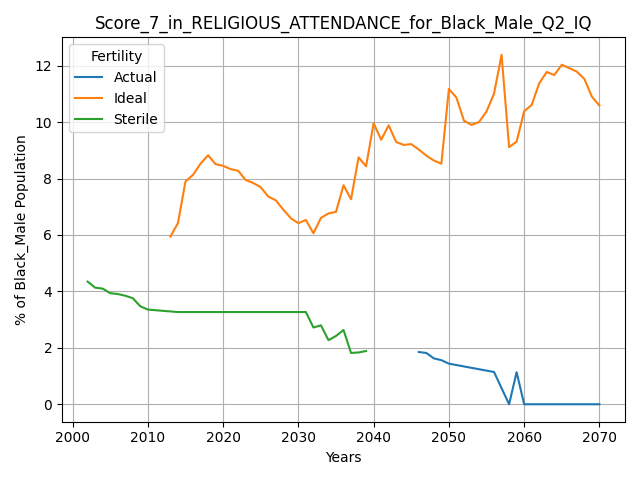 Score_7_in_RELIGIOUS_ATTENDANCE_for_Black_Male_Q2_IQ
Fertility
Actual
Ideal
Sterile
% of Black_Male Population
12
10
8
6
4
2
0
2000 2010 2020 2030 2040 2050 2060 2070
Years